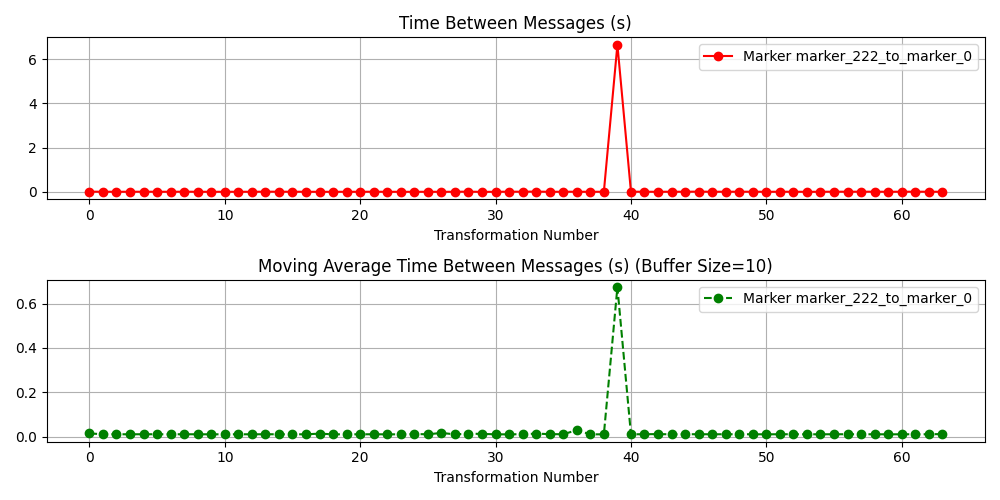 Time Between Messages (s)
Marker marker_222_to_marker_0
6
4
2
0
0 10 20 30 40 50 60
Transformation Number
Moving Average Time Between Messages (s) (Buffer Size=10)
Marker marker_222_to_marker_0
0.6
0.4
0.2
0.0
0 10 20 30 40 50 60
Transformation Number